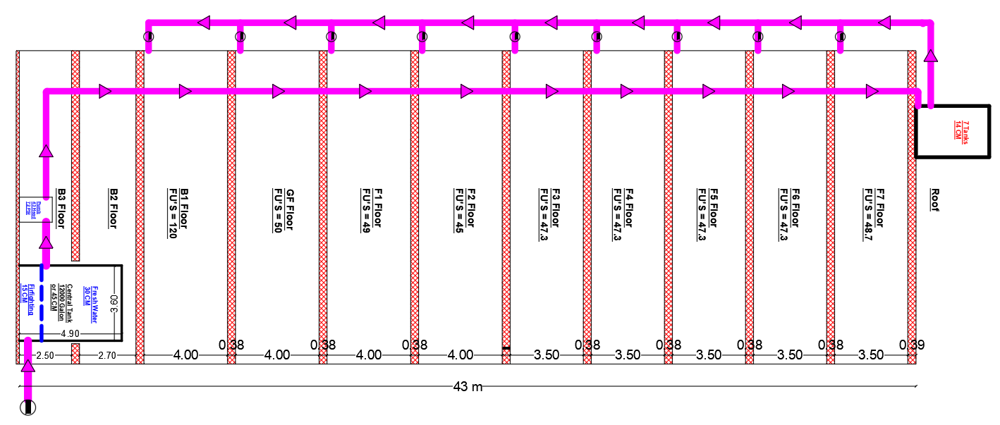 7 Tanks
14 CM
Roof
F7 Floor
FU'S = 48.7
F6 Floor
FU'S = 47.3
F5 Floor
FU'S = 47.3
F4 Floor
FU'S = 47.3
F3 Floor
FU'S = 47.3
F2 Floor
FU'S = 45
F1 Floor
FU'S = 49
GF Floor
FU'S = 50
B1 Floor
FU'S = 120
B2 Floor
B3 Floor
43 Head
72 PSI
Fresh Water
30 CM
Central Tank
12000 Galon
or 45 CM
Firfighting
15 CM
3.60
4.90
2.50
2.70
4.00
0.38
4.00
0.38
4.00
0.38
4.00
3.50
0.38
3.50
0.38
3.50
0.38
3.50
0.38
3.50
0.39
43 m